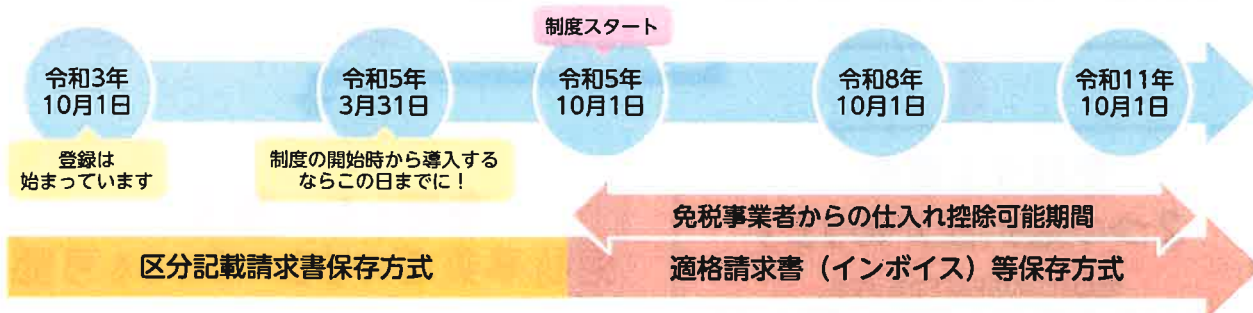 制度スタート
令和3年
10月1日
令和5年
3月31日
令和5年
10月1日
令和8年
10月1日
令和11年
10月1日
登録は
始まっています
制度の開始時から導入する
ならこの日までに！
免税事業者からの仕入れ控除可能期間
区分記載請求書保存方式
適格請求書（インボイス）等保存方式